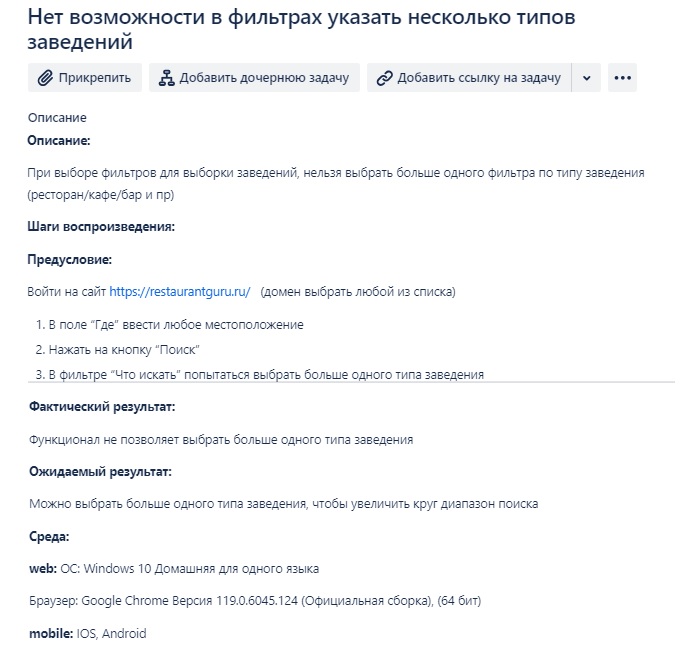 Нет возможности в фильтрах указать несколько типов
заведений
Прикрепить Добавить дочернюю задачу Добавить ссылку на задачу
Описание
Описание:
При выборе фильтров для выборки заведений, нельзя выбрать больше одного фильтра по типу заведения
(ресторан/кафе/бар и пр)
Шаги воспроизведения:
Предусловие:
Войти на сайт https://restaurantguru.ru/ (домен выбрать любой из списка)
1. В поле “Где” ввести любое местоположение
2. Нажать на кнопку “Поиск”
3. В фильтре “Что искать” попытаться выбрать больше одного типа заведения
Фактический результат:
Функционал не позволяет выбрать больше одного типа заведения
Ожидаемый результат:
Можно выбрать больше одного типа заведения, чтобы увеличить круг диапазон поиска
Среда:
web: ОС: Windows 10 Домашняя для одного языка
Браузер: Google Chrome Версия 119.0.6045.124 (Официальная сборка), (64 бит)
mobile: IOS, Android